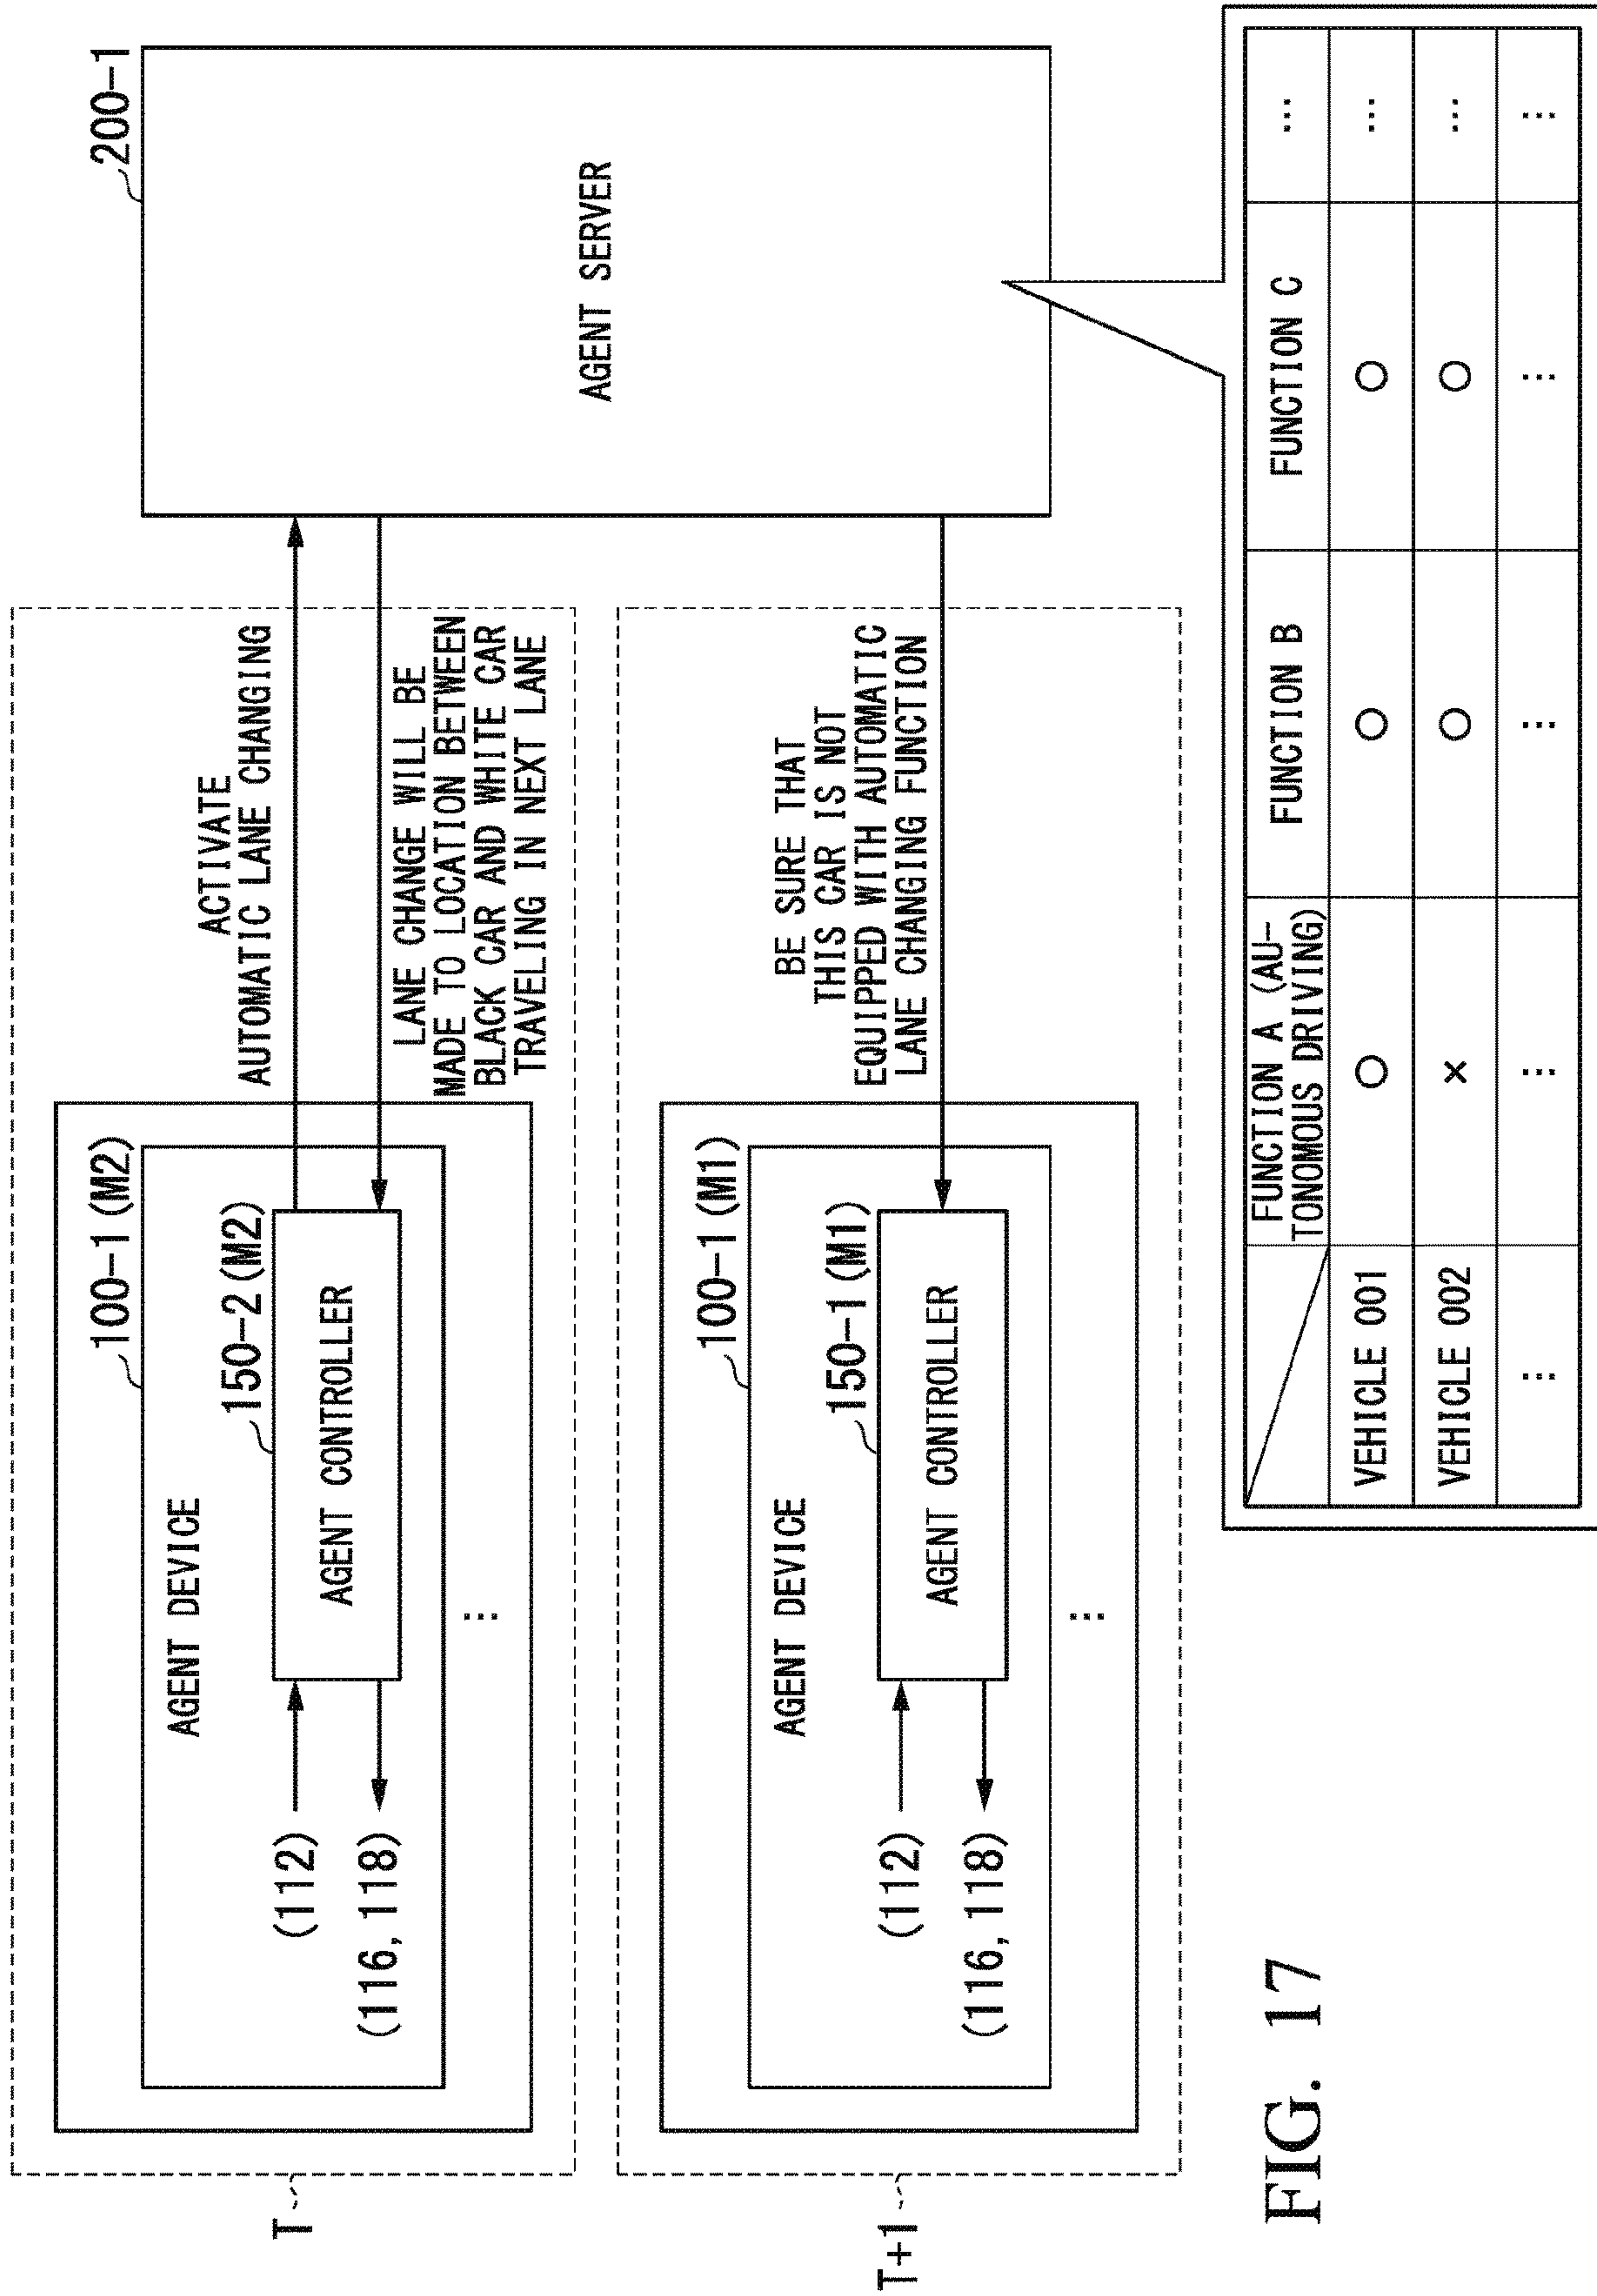 T
100-1 (M2)
AGENT DEVICE
150-2 (M2)
AGENT CONTROLLER
(112)
(116, 118)
⋮
ACTIVATE
AUTOMATIC LANE CHANGING
LANE CHANGE WILL BE
MADE TO LOCATION BETWEEN
BLACK CAR AND WHITE CAR
TRAVELING IN NEXT LANE
200-1
AGENT SERVER
T+1
100-1 (M1)
AGENT DEVICE
150-1 (M1)
AGENT CONTROLLER
(112)
(116, 118)
⋮
BE SURE THAT
THIS CAR IS NOT
EQUIPPED WITH AUTOMATIC
LANE CHANGING FUNCTION
FUNCTION A (AU-
TONOMOUS DRIVING) FUNCTION B FUNCTION C ...
VEHICLE 001 ○ ○ ○ ...
VEHICLE 002 × ○ ○ ...
⋮ ⋮ ⋮ ⋮ ⋮
FIG. 17